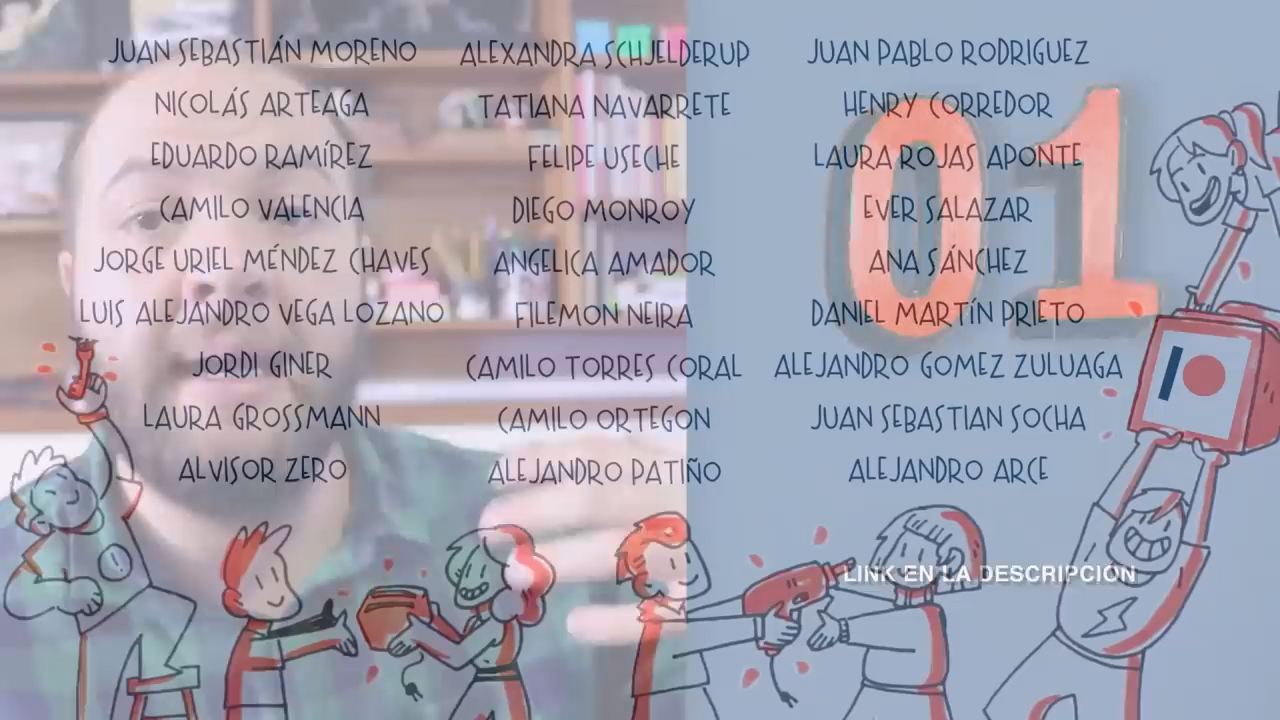 JUAN SEBASTIÁN MORENO
NICOLÁS ARTEAGA
EDUARDO RAMÍREZ
CAMILO VALENCIA
JORGE URIEL MÉNDEZ CHAVES
LUIS ALEJANDRO VEGA LOZANO
JORDI GINER
LAURA GROSSMANN
ALVISOR ZERO
ALEXANDRA SCHJELDERUP
TATIANA NAVARRETE
FELIPE USECHE
DIEGO MONROY
ANGELICA AMADOR
FILEMON NEIRA
CAMILO TORRES CORAL
CAMILO ORTEGON
ALEJANDRO PATIÑO
JUAN PABLO RODRIGUEZ
HENRY CORREDOR
LAURA ROJAS APONTE
EVER SALAZAR
ANA SÁNCHEZ
DANIEL MARTÍN PRIETO
ALEJANDRO GOMEZ ZULUAGA
JUAN SEBASTIAN SOCHA
ALEJANDRO ARCE
01
LINK EN LA DESCRIPCIÓN